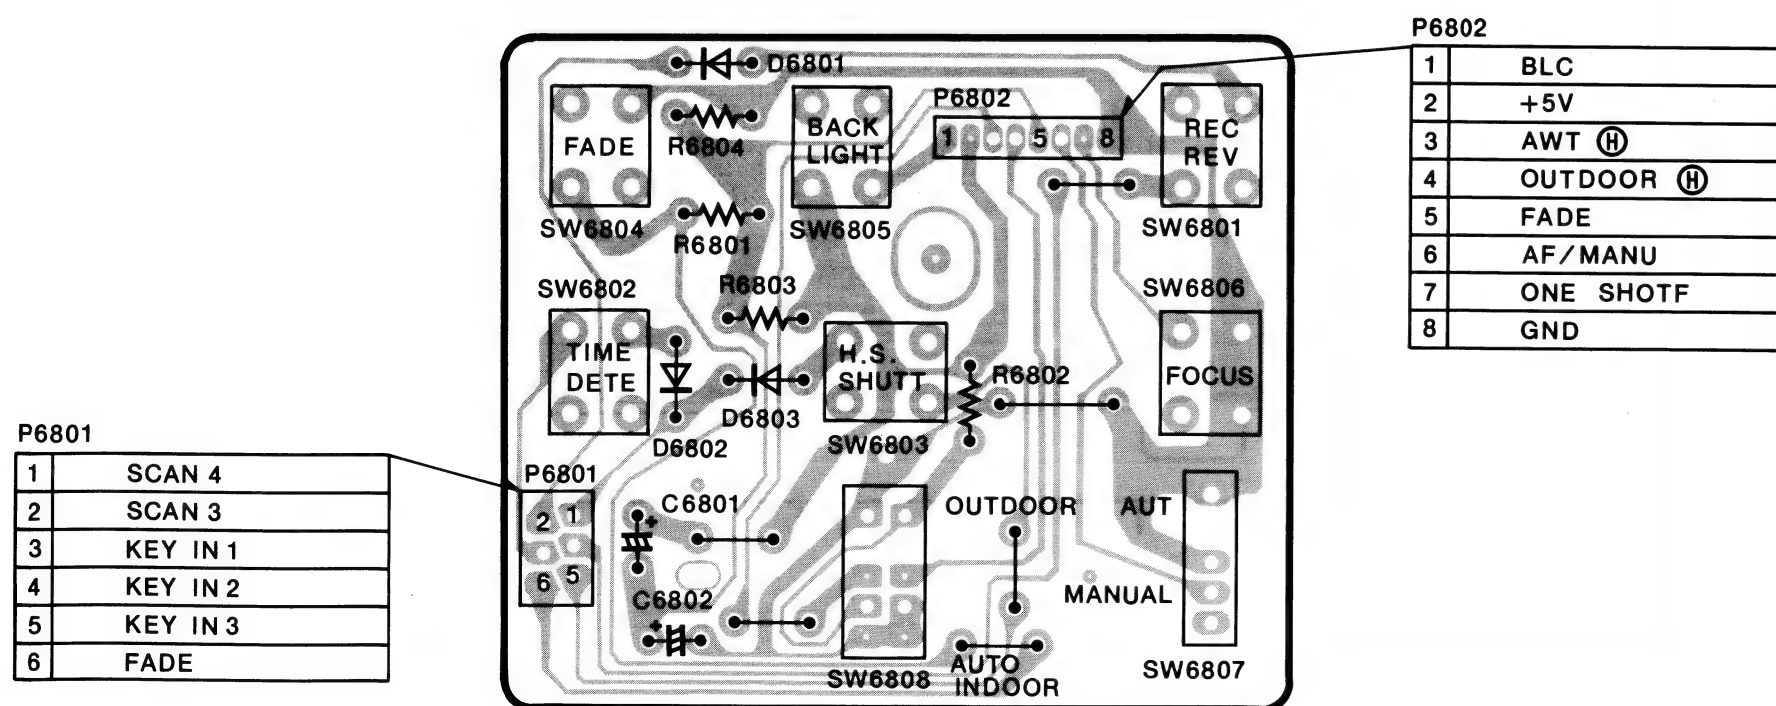 P6802
1 BLC
2 +5V
3 AWT Ⓗ
4 OUTDOOR Ⓗ
5 FADE
6 AF/MANU
7 ONE SHOTF
8 GND
D6801
FADE
R6804
BACK
LIGHT
P6802
1 5 8
REC
REV
SW6804
R6801
SW6805
SW6801
SW6802
R6803
SW6806
TIME
DETE
H.S.
SHUTT
R6802
FOCUS
D6802
D6803
SW6803
P6801
1 SCAN 4
2 SCAN 3
3 KEY IN 1
4 KEY IN 2
5 KEY IN 3
6 FADE
P6801
2 1
6 5
C6801
+
C6802
+
OUTDOOR
AUT
MANUAL
SW6808
AUTO
INDOOR
SW6807